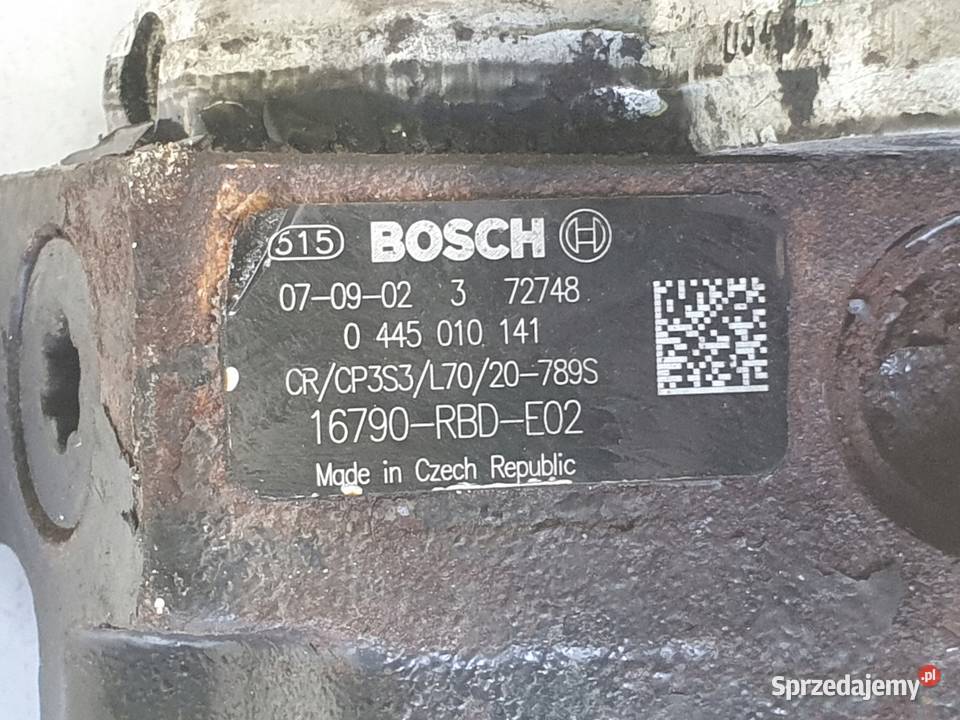 515 BOSCH
07-09-02 3 72748
0 445 010 141
CR/CP3S3/L70/20-789S
16790-RBD-E02
Made in Czech Republic
Sprzedajemy.pl